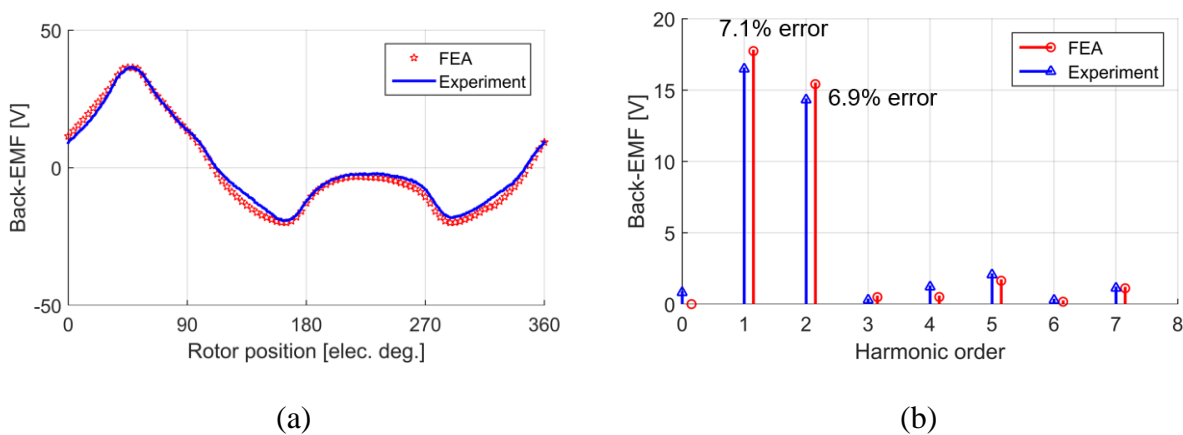 50
0
-50
0
90
180
270
360
Back-EMF [V]
Rotor position [elec. deg.]
FEA
Experiment
(a)
20
15
10
5
0
0
1
2
3
4
5
6
7
8
Back-EMF [V]
Harmonic order
7.1% error
6.9% error
FEA
Experiment
(b)